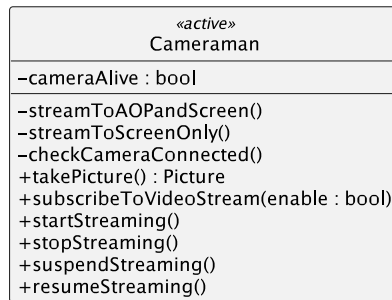 «active»
Cameraman
–cameraAlive : bool
–streamToAOPandScreen()
–streamToScreenOnly()
–checkCameraConnected()
+takePicture() : Picture
+subscribeToVideoStream(enable : bool)
+startStreaming()
+stopStreaming()
+suspendStreaming()
+resumeStreaming()